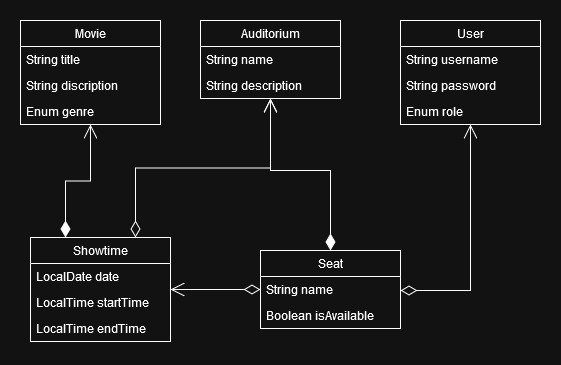 Movie
String title
String discription
Enum genre
Auditorium
String name
String description
User
String username
String password
Enum role
Showtime
LocalDate date
LocalTime startTime
LocalTime endTime
Seat
String name
Boolean isAvailable